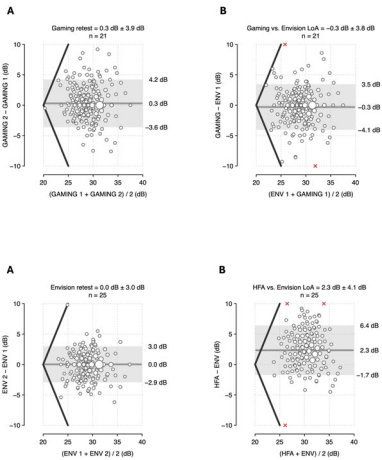 A
Gaming retest = 0.3 dB ± 3.9 dB
n = 21
GAMING 2 − GAMING 1 (dB)
10
5
0
−5
−10
4.2 dB
0.3 dB
−3.6 dB
20 25 30 35 40
(GAMING 1 + GAMING 2) / 2 (dB)
B
Gaming vs. Envision LoA = −0.3 dB ± 3.8 dB
n = 21
GAMING − ENV 1 (dB)
10
5
0
−5
−10
3.5 dB
−0.3 dB
−4.1 dB
20 25 30 35 40
(ENV 1 + GAMING 1) / 2 (dB)
A
Envision retest = 0.0 dB ± 3.0 dB
n = 25
ENV 2 − ENV 1 (dB)
10
5
0
−5
−10
3.0 dB
0.0 dB
−2.9 dB
20 25 30 35 40
(ENV 1 + ENV 2) / 2 (dB)
B
HFA vs. Envision LoA = 2.3 dB ± 4.1 dB
n = 25
HFA − ENV (dB)
10
5
0
−5
−10
6.4 dB
2.3 dB
−1.7 dB
20 25 30 35 40
(HFA + ENV) / 2 (dB)